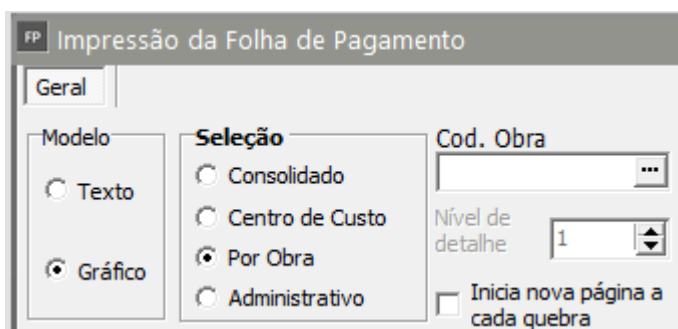 FP Impressão da Folha de Pagamento
Geral
Modelo
Texto
Gráfico
Seleção
Consolidado
Centro de Custo
Por Obra
Administrativo
Cod. Obra
...
Nível de
detalhe
1
Inicia nova página a
cada quebra